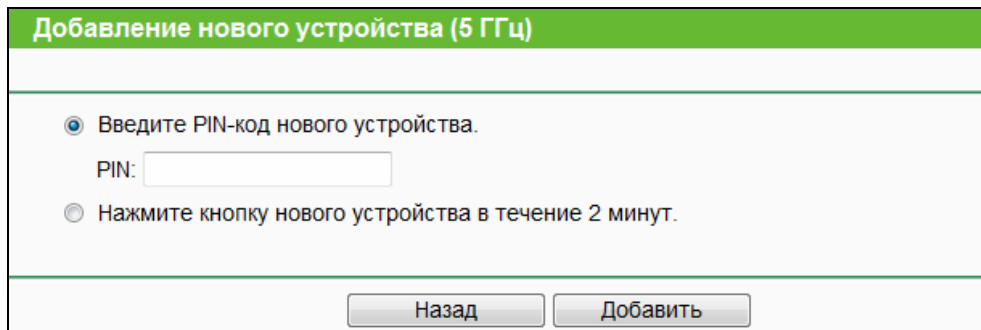 Добавление нового устройства (5 ГГц)
Введите PIN-код нового устройства.
PIN:
Нажмите кнопку нового устройства в течение 2 минут.
Назад Добавить